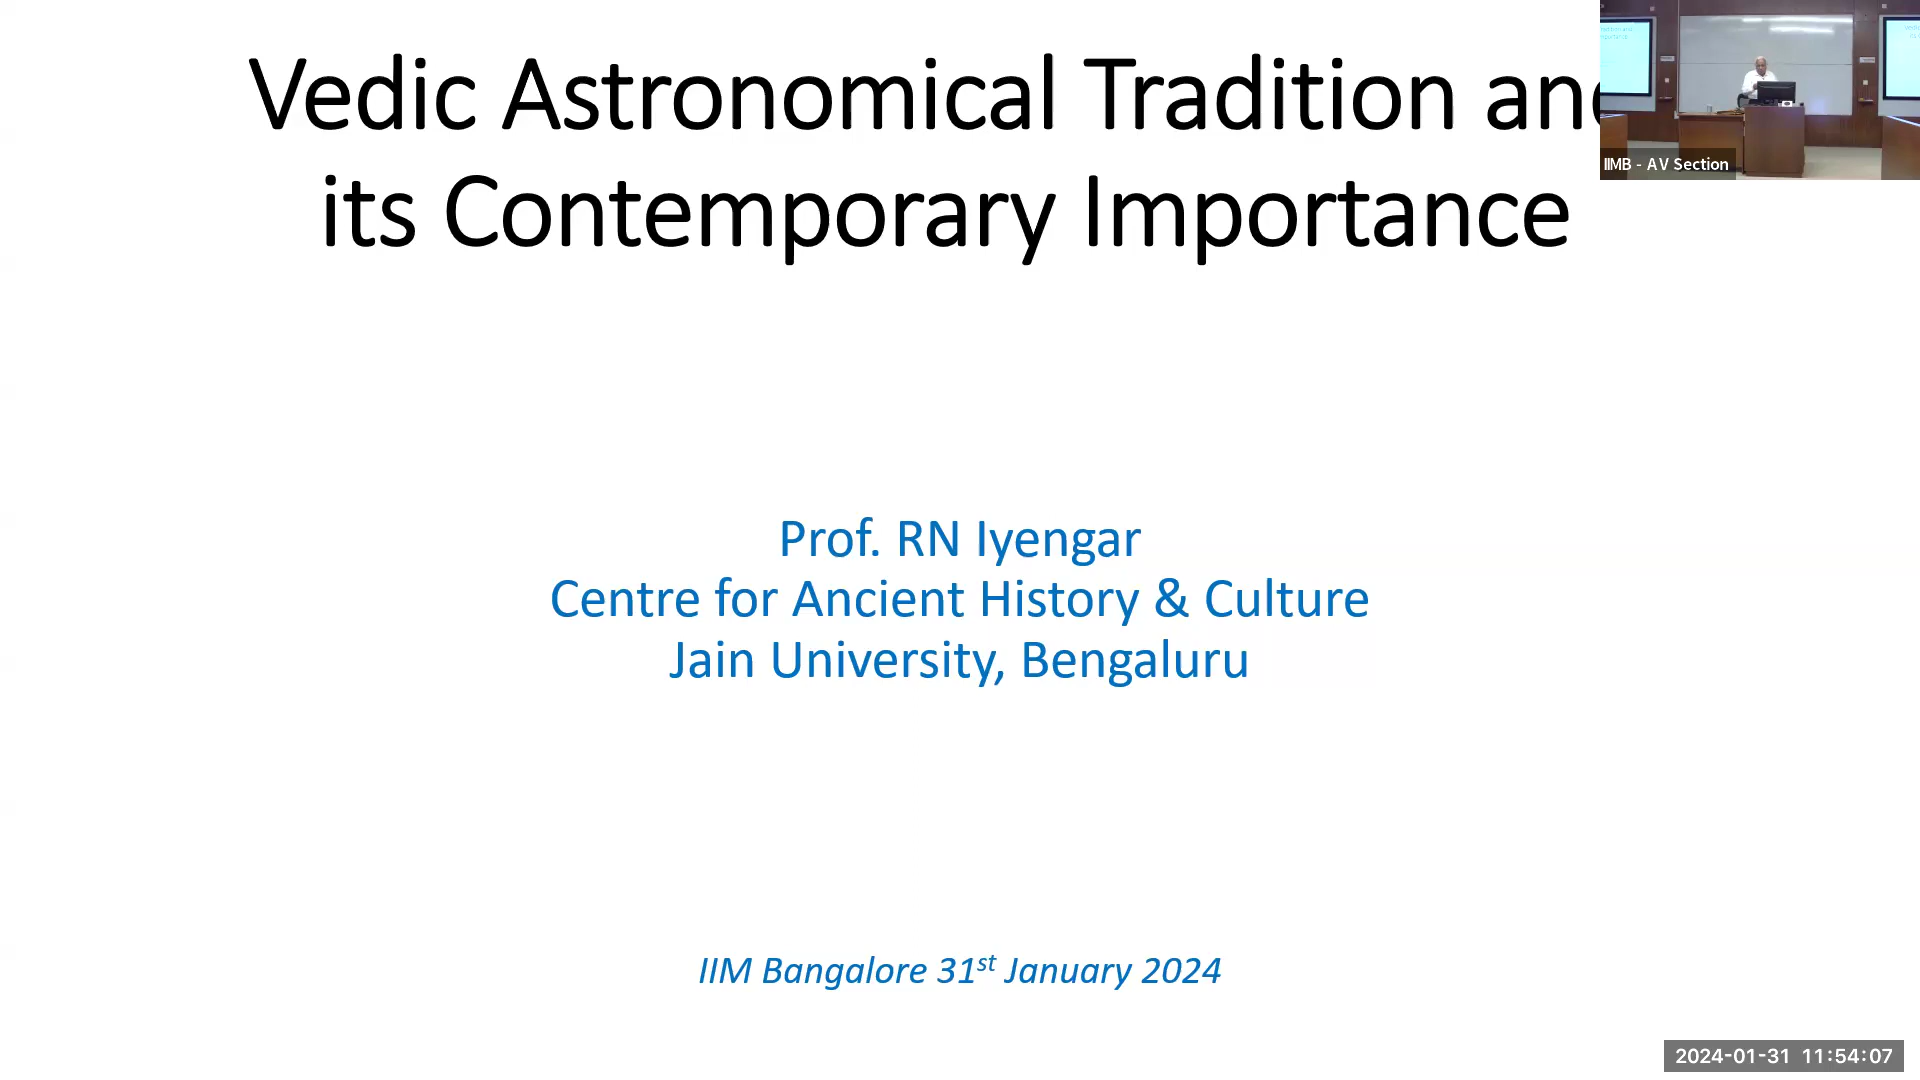 Vedic Astronomical Tradition an
its Contemporary Importance
IIMB - AV Section
Prof. RN Iyengar
Centre for Ancient History & Culture
Jain University, Bengaluru
IIM Bangalore 31st January 2024
2024-01-31 11:54:07